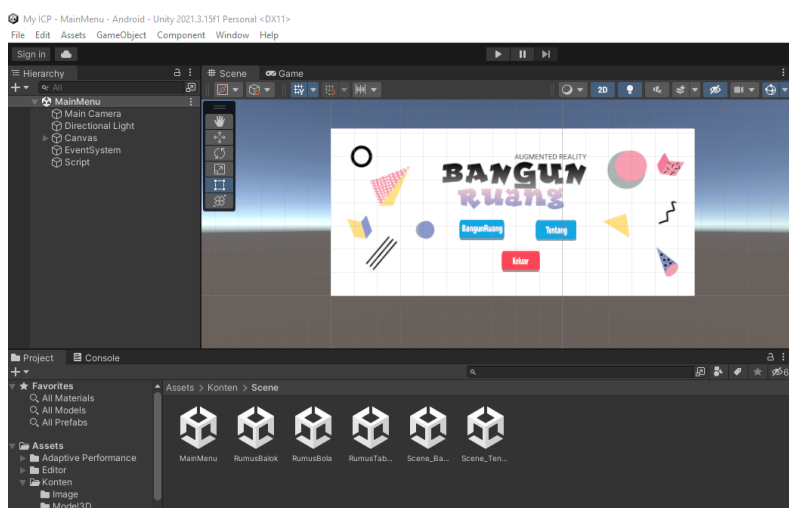 My ICP - MainMenu - Android - Unity 2021.3.15f1 Personal <DX11>
File Edit Assets GameObject Component Window Help
Sign in
Hierarchy
Scene
Game
All
2D
MainMenu
Main Camera
Directional Light
Canvas
EventSystem
Script
AUGMENTED REALITY
BANGUN
Ruang
BangunRuang
Tentang
Keluar
Project
Console
6
Favorites
All Materials
All Models
All Prefabs
Assets
Adaptive Performance
Editor
Konten
Image
Model3D
Assets > Konten > Scene
MainMenu
RumusBalok
RumusBola
RumusTab...
Scene_Ba...
Scene_Ten...